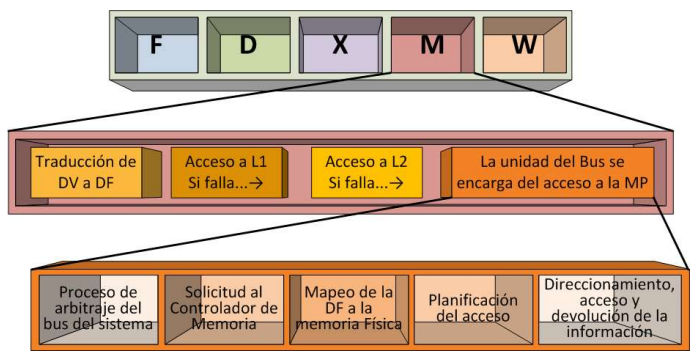 F D X M W
Traducción de
DV a DF
Acceso a L1
Si falla...→
Acceso a L2
Si falla...→
La unidad del Bus se
encarga del acceso a la MP
Proceso de
arbitraje del
bus del sistema
Solicitud al
Controlador de
Memoria
Mapeo de la
DF a la
memoria Física
Planificación
del acceso
Direccionamiento,
acceso y
devolución de la
información